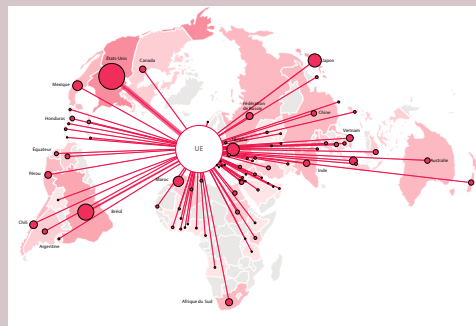 États-Unis
Canada
Japon
Mexique
Fédération
de Russie
Chine
Honduras
Vietnam
UE
Équateur
Inde
Australie
Pérou
Maroc
Brésil
Chili
Argentine
Afrique du Sud